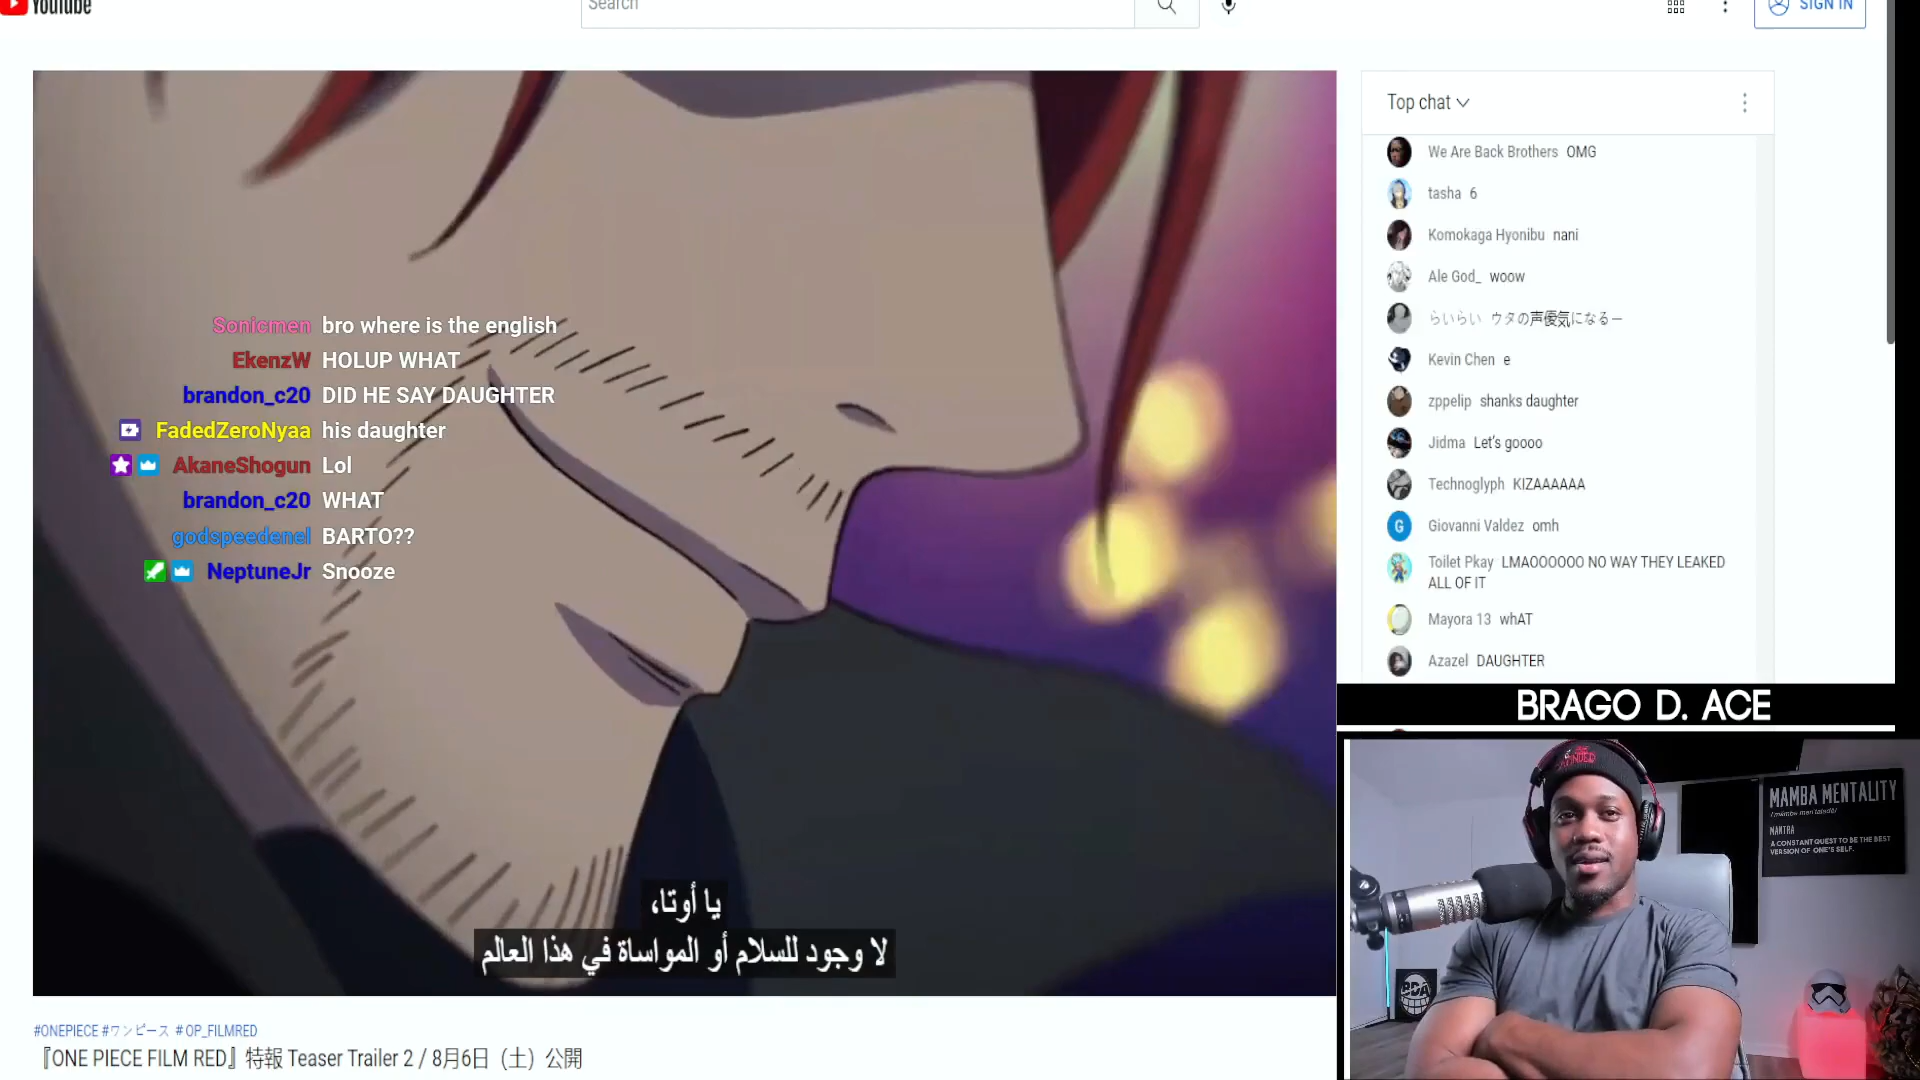 YouTube
Search
SIGN IN
Top chat
We Are Back Brothers OMG
tasha 6
Komokaga Hyonibu nani
Ale God_ woow
らいらい ウタの声優気になるー
Kevin Chen e
zppelip shanks daughter
Jidma Let's goooo
Technoglyph KIZAAAAAA
G Giovanni Valdez omh
Toilet Pkay LMAOOOOOO NO WAY THEY LEAKED
ALL OF IT
Mayora 13 whAT
Azazel DAUGHTER
Sonicmen bro where is the english
EkenzW HOLUP WHAT
brandon_c20 DID HE SAY DAUGHTER
FadedZeroNyaa his daughter
AkaneShogun Lol
brandon_c20 WHAT
godspeedenel BARTO??
NeptuneJr Snooze
BRAGO D. ACE
MAMBA MENTALITY
MANTRA
A CONSTANT QUEST TO BE THE BEST
VERSION OF ONE'S SELF.
يا أوتا،
لا وجود للسلام أو المواساة في هذا العالم
#ONEPIECE #ワンピース #OP_FILMRED
『ONE PIECE FILM RED』特報 Teaser Trailer 2 / 8月6日（土）公開